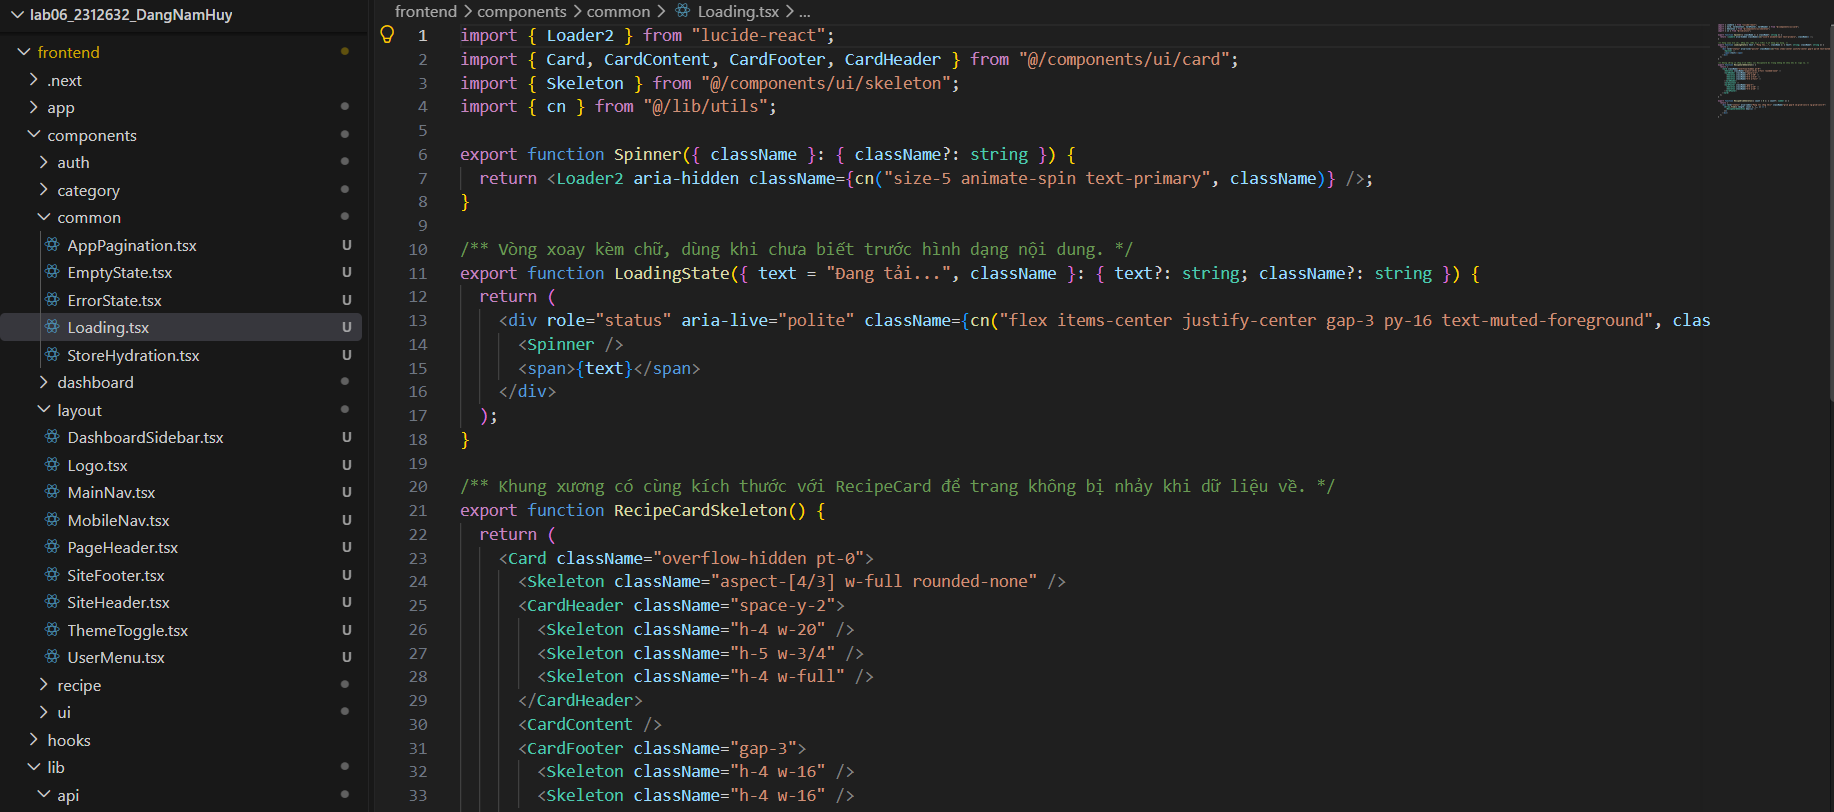 lab06_2312632_DangNamHuy
frontend
.next
app
components
auth
category
common
AppPagination.tsx U
EmptyState.tsx U
ErrorState.tsx U
Loading.tsx U
StoreHydration.tsx U
dashboard
layout
DashboardSidebar.tsx U
Logo.tsx U
MainNav.tsx U
MobileNav.tsx U
PageHeader.tsx U
SiteFooter.tsx U
SiteHeader.tsx U
ThemeToggle.tsx U
UserMenu.tsx U
recipe
ui
hooks
lib
api
frontend > components > common > Loading.tsx > ...
1 import { Loader2 } from "lucide-react";
2 import { Card, CardContent, CardFooter, CardHeader } from "@/components/ui/card";
3 import { Skeleton } from "@/components/ui/skeleton";
4 import { cn } from "@/lib/utils";
5
6 export function Spinner({ className }: { className?: string }) {
7   return <Loader2 aria-hidden className={cn("size-5 animate-spin text-primary", className)} />;
8 }
9
10 /** Vòng xoay kèm chữ, dùng khi chưa biết trước hình dạng nội dung. */
11 export function LoadingState({ text = "Đang tải...", className }: { text?: string; className?: string }) {
12   return (
13     <div role="status" aria-live="polite" className={cn("flex items-center justify-center gap-3 py-16 text-muted-foreground", clas
14       <Spinner />
15       <span>{text}</span>
16     </div>
17   );
18 }
19
20 /** Khung xương có cùng kích thước với RecipeCard để trang không bị nhảy khi dữ liệu về. */
21 export function RecipeCardSkeleton() {
22   return (
23     <Card className="overflow-hidden pt-0">
24       <Skeleton className="aspect-[4/3] w-full rounded-none" />
25       <CardHeader className="space-y-2">
26         <Skeleton className="h-4 w-20" />
27         <Skeleton className="h-5 w-3/4" />
28         <Skeleton className="h-4 w-full" />
29       </CardHeader>
30       <CardContent />
31       <CardFooter className="gap-3">
32         <Skeleton className="h-4 w-16" />
33         <Skeleton className="h-4 w-16" />